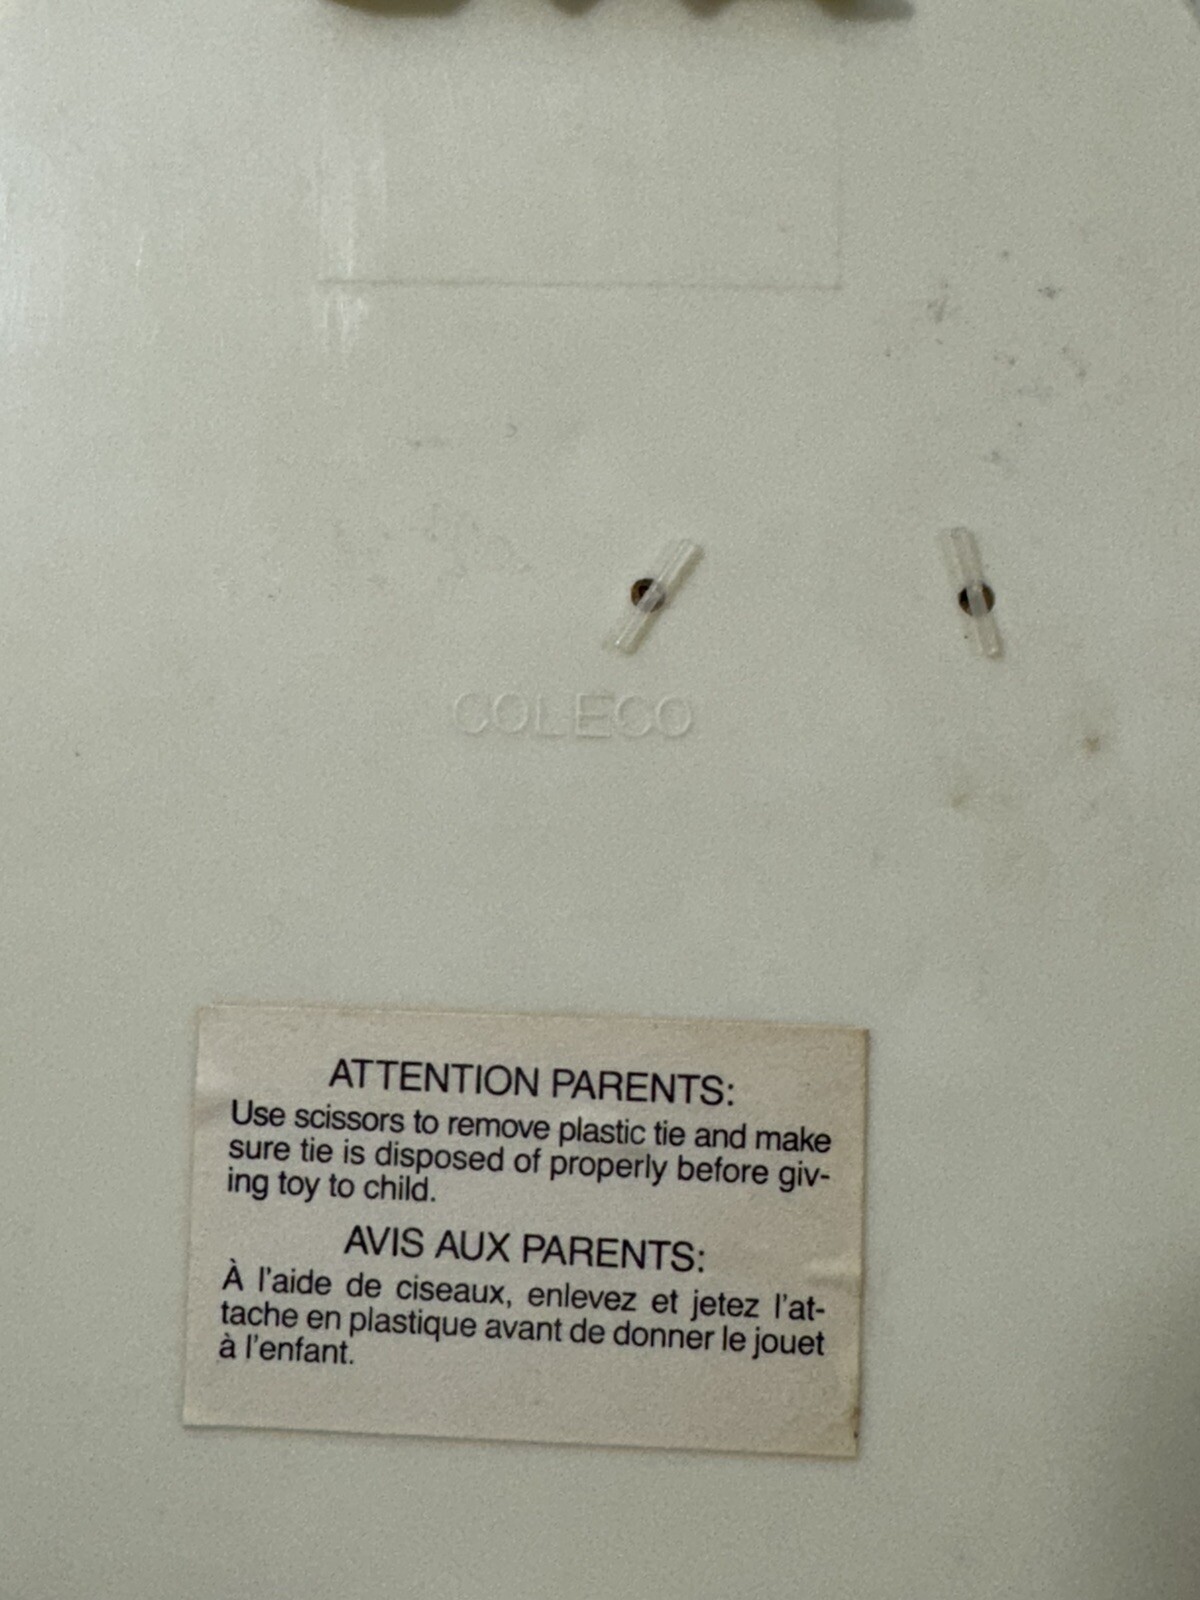 COLECO
ATTENTION PARENTS:
Use scissors to remove plastic tie and make
sure tie is disposed of properly before giv-
ing toy to child.
AVIS AUX PARENTS:
À l'aide de ciseaux, enlevez et jetez l'at-
tache en plastique avant de donner le jouet
à l'enfant.